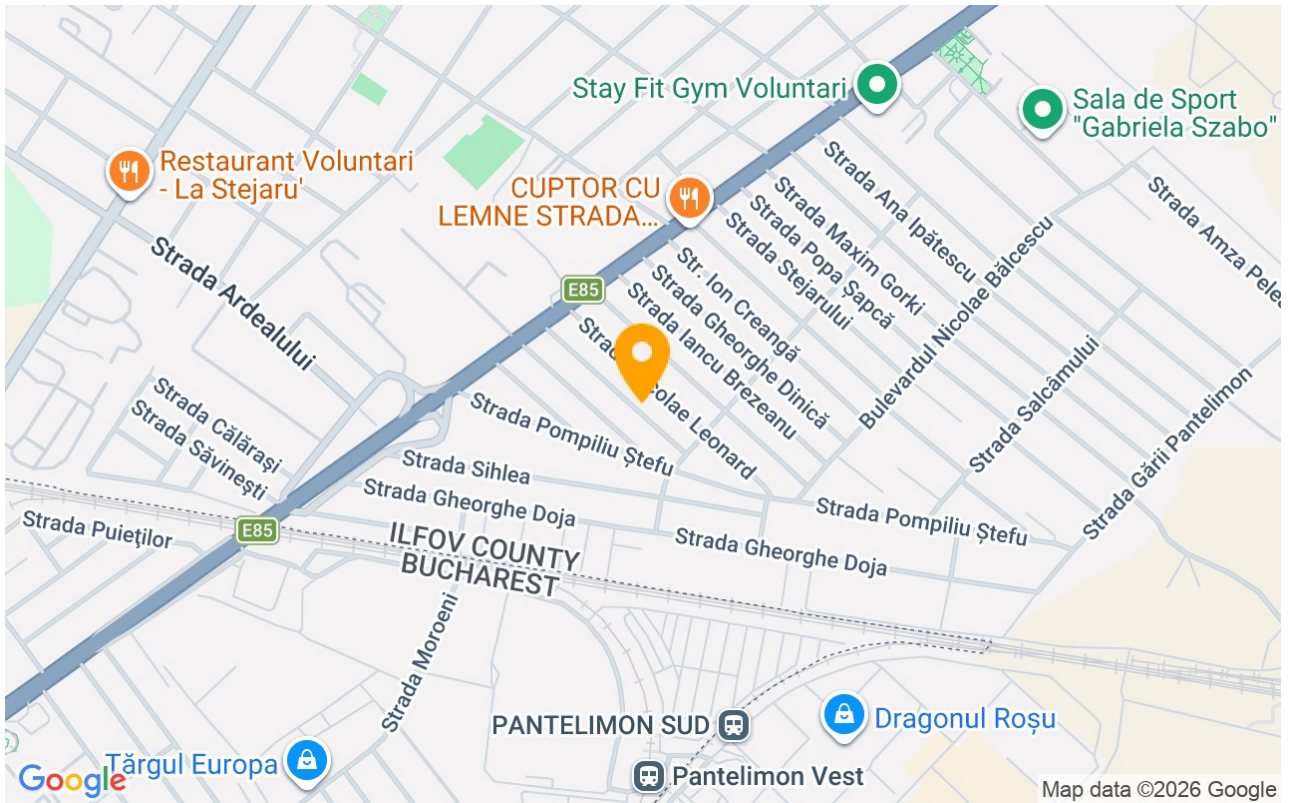 Stay Fit Gym Voluntari
Sala de Sport
"Gabriela Szabo"
Restaurant Voluntari
- La Stejaru'
CUPTOR CU
LEMNE STRADA...
Strada Ana Ipătescu
Strada Maxim Gorki
Strada Popa Șapcă
Strada Stejarului
Strada Amza Pelea
Str. Ion Creangă
Strada Gheorghe Dinică
Strada Iancu Brezeanu
Bulevardul Nicolae Bălcescu
Strada Ardealului
E85
colae Leonard
Strada Salcâmului
Strada Gării Pantelimon
Strada Călărași
Strada Săvinești
Strada Pompiliu Ștefu
Strada Sihlea
Strada Gheorghe Doja
Strada Pompiliu Ștefu
Strada Puieților
E85
ILFOV COUNTY
BUCHAREST
Strada Gheorghe Doja
Strada Moroeni
PANTELIMON SUD
Dragonul Roșu
Târgul Europa
Pantelimon Vest
Google
Map data ©2026 Google